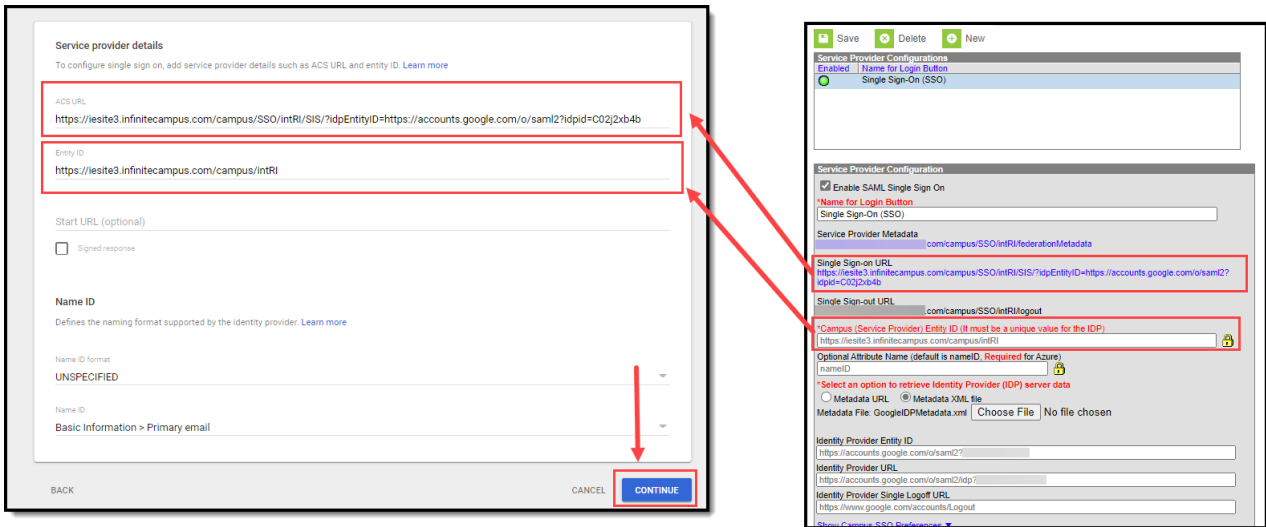 Service provider details
To configure single sign on, add service provider details such as ACS URL and entity ID. Learn more
ACS URL
https://iesite3.infinitecampus.com/campus/SSO/intRI/SIS/?idpEntityID=https://accounts.google.com/o/saml2?idpid=C02j2xb4b
Entity ID
https://iesite3.infinitecampus.com/campus/intRI
Start URL (optional)
Signed response
Name ID
Defines the naming format supported by the identity provider. Learn more
Name ID format
UNSPECIFIED
Name ID
Basic Information > Primary email
BACK
CANCEL
CONTINUE
Save Delete New
Service Provider Configurations
Enabled Name for Login Button
Single Sign-On (SSO)
Service Provider Configuration
Enable SAML Single Sign On
*Name for Login Button
Single Sign-On (SSO)
Service Provider Metadata
.com/campus/SSO/intRI/federationMetadata
Single Sign-on URL
https://iesite3.infinitecampus.com/campus/SSO/intRI/SIS/?idpEntityID=https://accounts.google.com/o/saml2?
idpid=C02j2xb4b
Single Sign-out URL
.com/campus/SSO/intRI/logout
*Campus (Service Provider) Entity ID (It must be a unique value for the IDP)
https://iesite3.infinitecampus.com/campus/intRI
Optional Attribute Name (default is nameID, Required for Azure)
nameID
*Select an option to retrieve Identity Provider (IDP) server data
Metadata URL Metadata XML file
Metadata File: GoogleIDPMetadata.xml Choose File No file chosen
Identity Provider Entity ID
https://accounts.google.com/o/saml2?
Identity Provider URL
https://accounts.google.com/o/saml2/idp?
Identity Provider Single Logoff URL
https://www.google.com/accounts/Logout
Show Campus SSO Preferences ▼